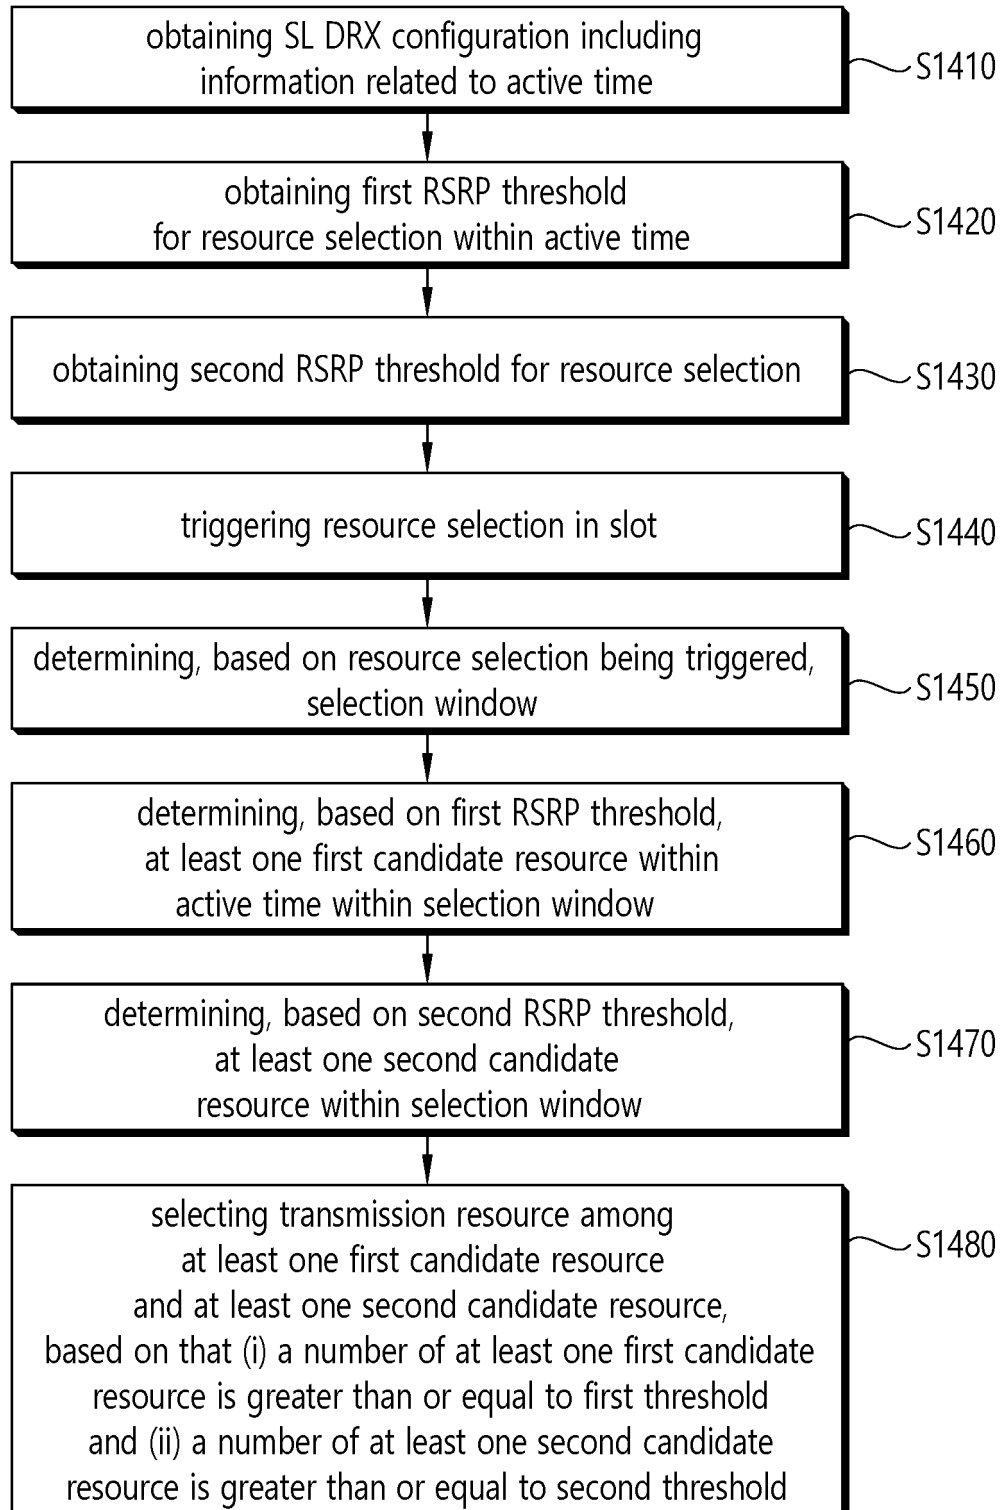 obtaining SL DRX configuration including
information related to active time
S1410
obtaining first RSRP threshold
for resource selection within active time
S1420
obtaining second RSRP threshold for resource selection
S1430
triggering resource selection in slot
S1440
determining, based on resource selection being triggered,
selection window
S1450
determining, based on first RSRP threshold,
at least one first candidate resource within
active time within selection window
S1460
determining, based on second RSRP threshold,
at least one second candidate
resource within selection window
S1470
selecting transmission resource among
at least one first candidate resource
and at least one second candidate resource,
based on that (i) a number of at least one first candidate
resource is greater than or equal to first threshold
and (ii) a number of at least one second candidate
resource is greater than or equal to second threshold
S1480